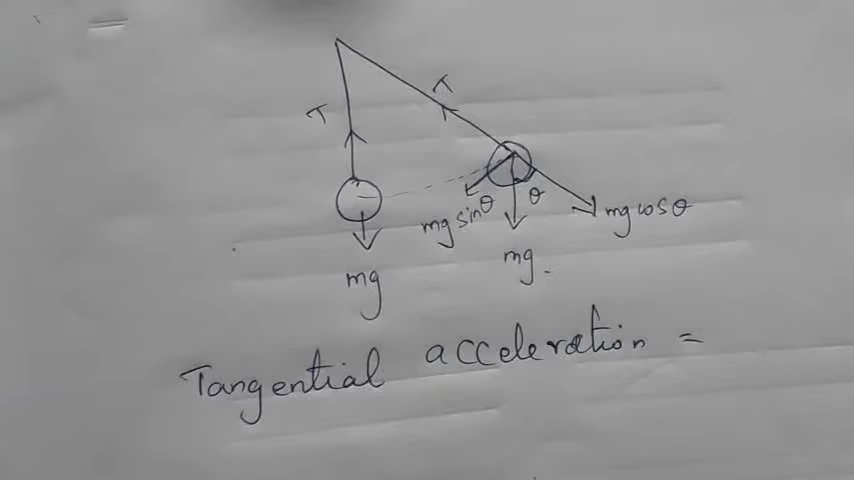 T
T
θ
mg sinθ
mg cosθ
mg
mg.
Tangential acceleration =